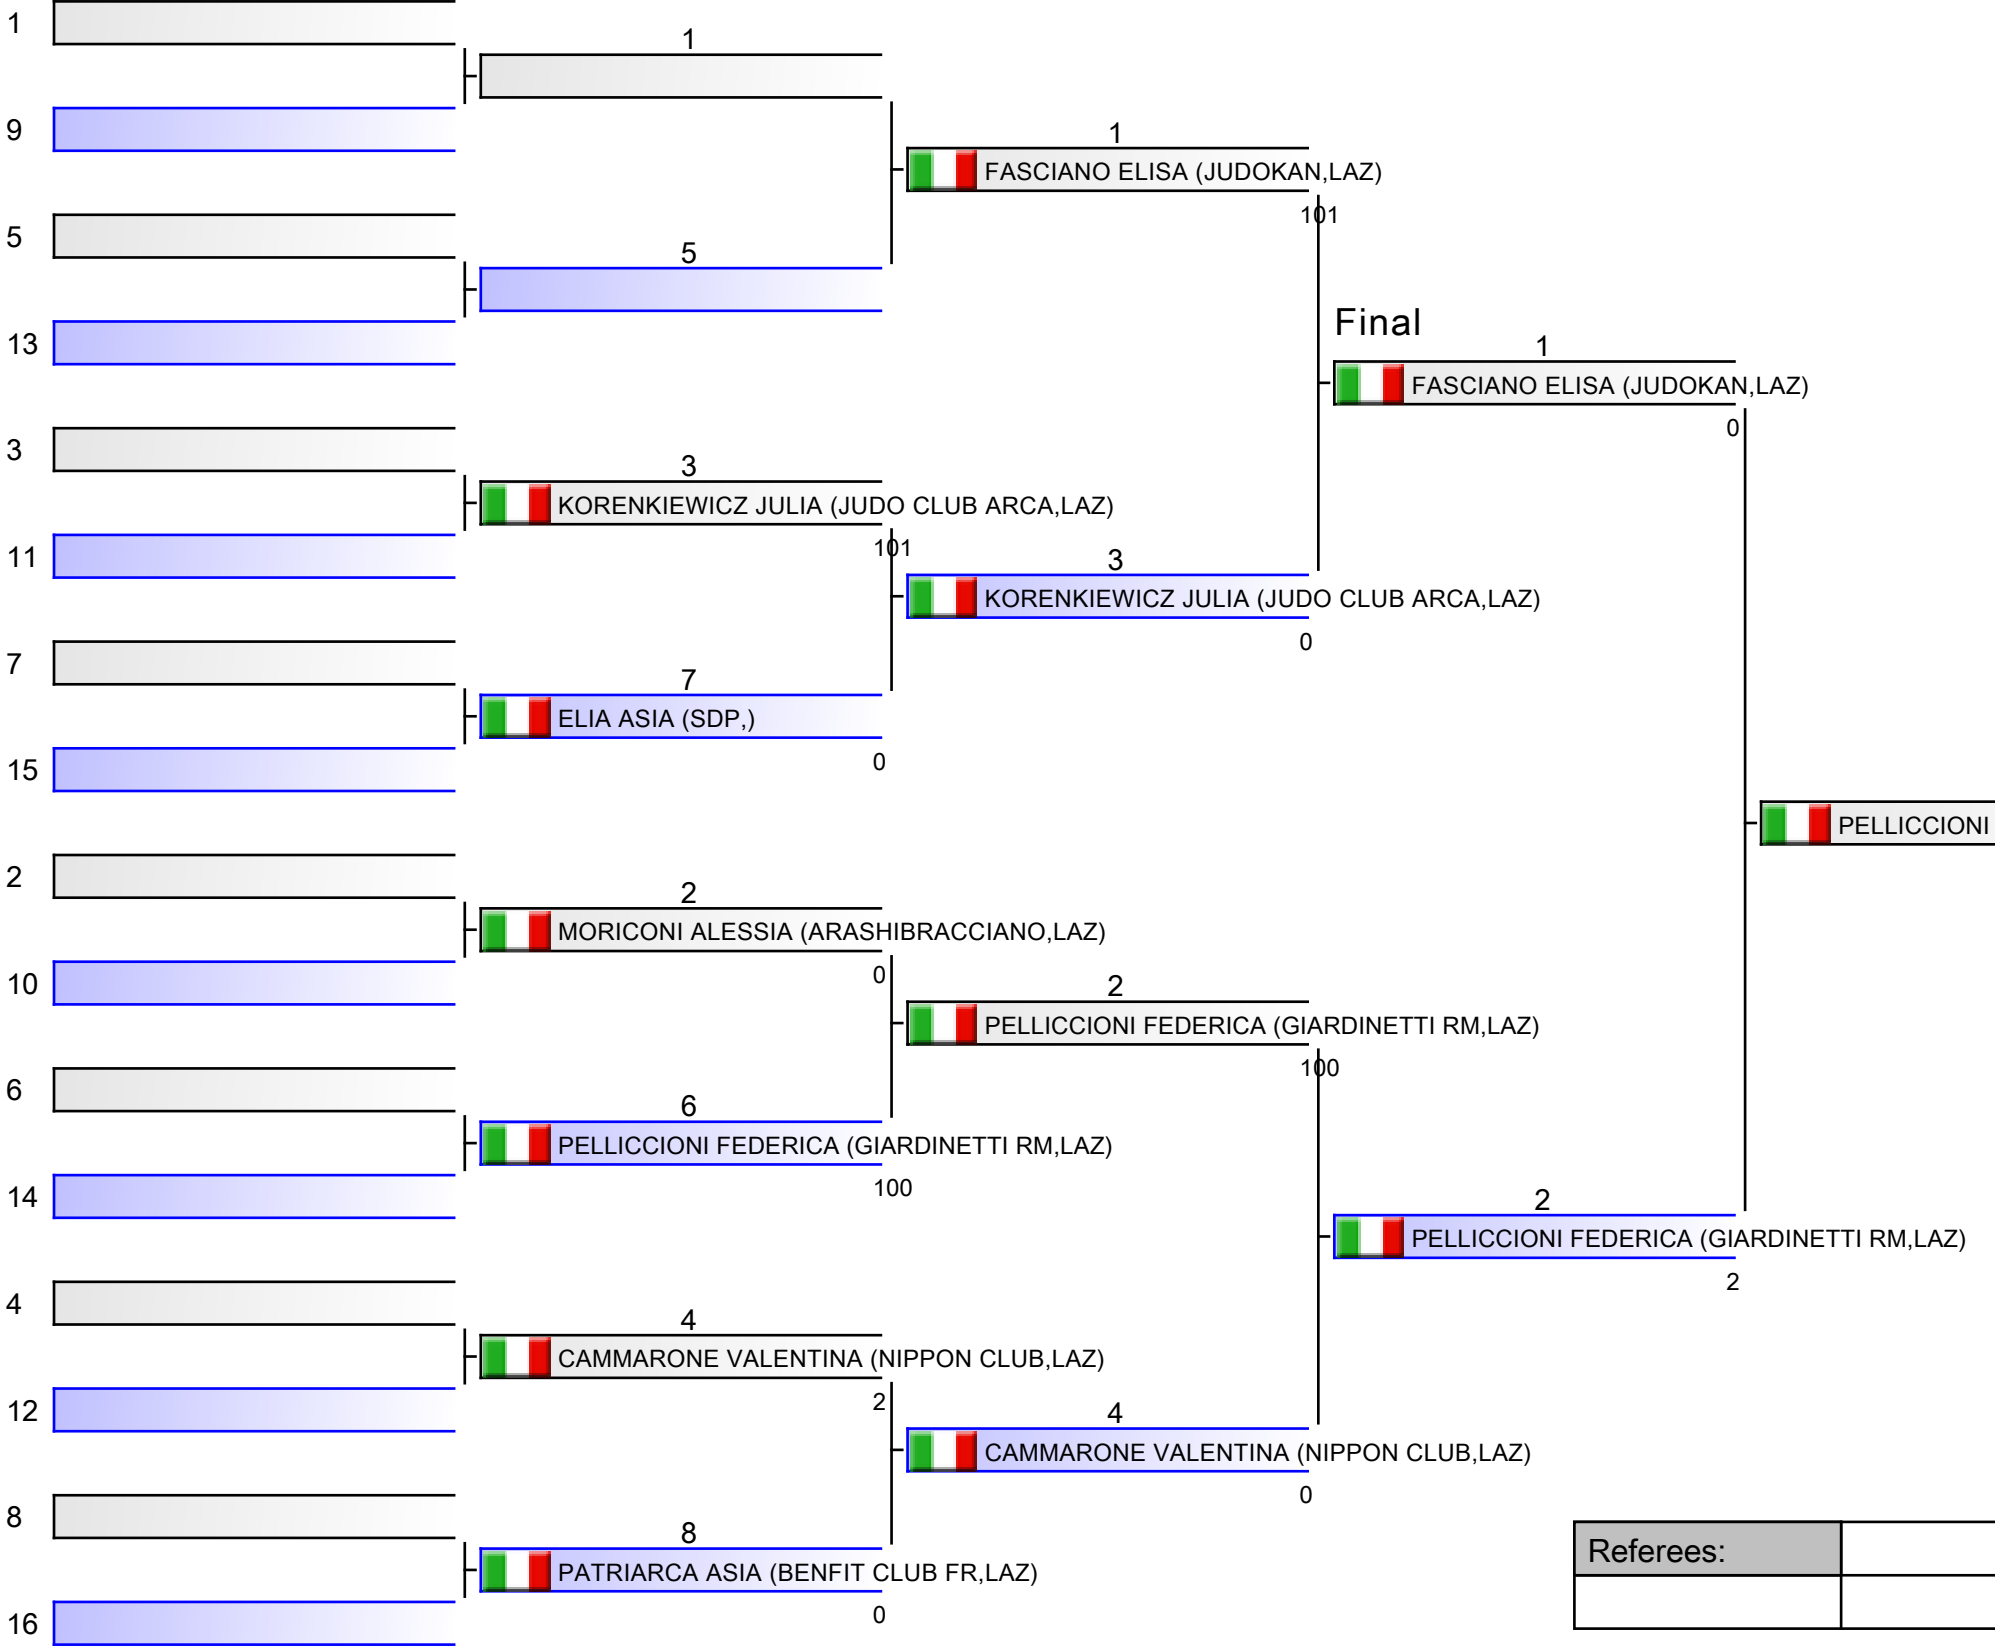 1
1
9
1
FASCIANO ELISA (JUDOKAN,LAZ)
101
5
5
13
Final
1
FASCIANO ELISA (JUDOKAN,LAZ)
0
3
3
KORENKIEWICZ JULIA (JUDO CLUB ARCA,LAZ)
101
11
3
KORENKIEWICZ JULIA (JUDO CLUB ARCA,LAZ)
0
7
7
ELIA ASIA (SDP,)
0
15
PELLICCIONI
2
2
MORICONI ALESSIA (ARASHIBRACCIANO,LAZ)
0
10
2
PELLICCIONI FEDERICA (GIARDINETTI RM,LAZ)
100
6
6
PELLICCIONI FEDERICA (GIARDINETTI RM,LAZ)
100
14
2
PELLICCIONI FEDERICA (GIARDINETTI RM,LAZ)
2
4
4
CAMMARONE VALENTINA (NIPPON CLUB,LAZ)
2
12
4
CAMMARONE VALENTINA (NIPPON CLUB,LAZ)
0
8
8
PATRIARCA ASIA (BENFIT CLUB FR,LAZ)
0
16
Referees: